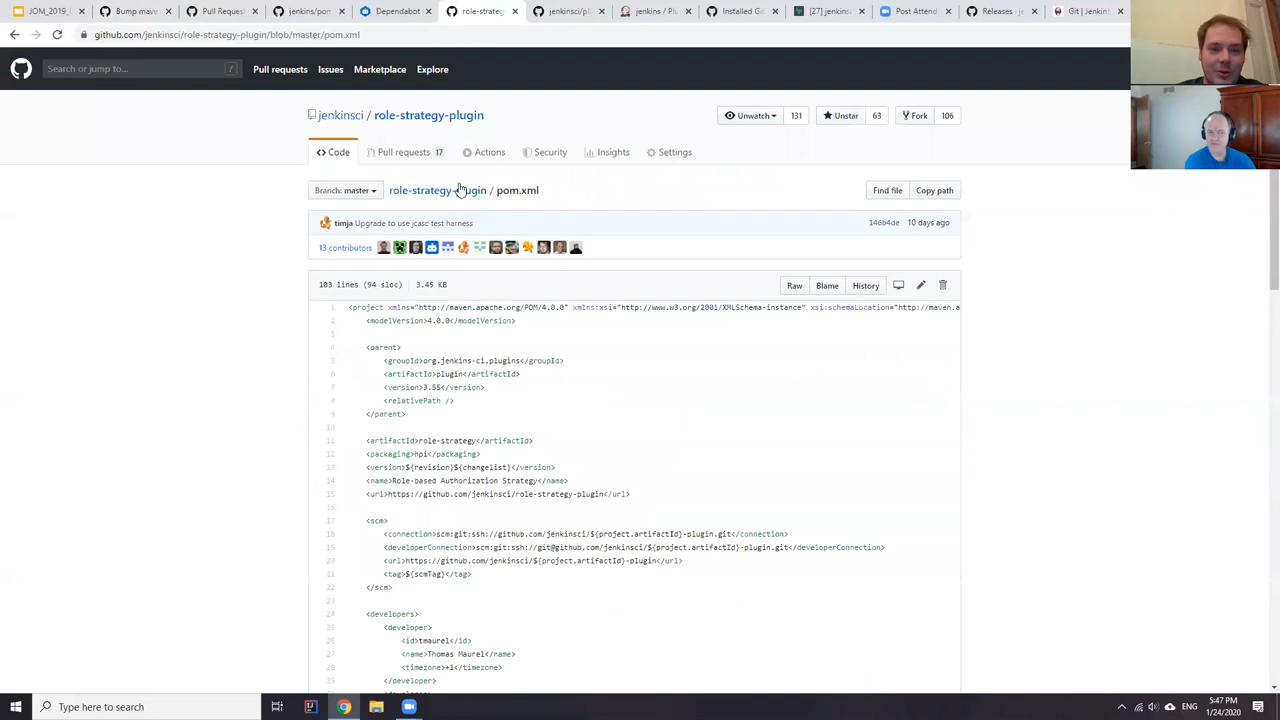 JOM_2019_
Bump mave
Pull Request
jenkins/pon
Dependabot
role-strateg
jenkinsci/pl
jenkins / Plu
Installed Gi
[27] jenkins
Post Attend
Releases · je
Git | Jenkins
github.com/jenkinsci/role-strategy-plugin/blob/master/pom.xml
Search or jump to... /
Pull requests Issues Marketplace Explore
jenkinsci / role-strategy-plugin
Unwatch 131 Unstar 63 Fork 106
Code Pull requests 17 Actions Security Insights Settings
Branch: master role-strategy-plugin / pom.xml Find file Copy path
timja Upgrade to use jcasc test harness 146b4de 10 days ago
13 contributors
103 lines (94 sloc) 3.45 KB Raw Blame History
1 <project xmlns="http://maven.apache.org/POM/4.0.0" xmlns:xsi="http://www.w3.org/2001/XMLSchema-instance" xsi:schemaLocation="http://maven.a
2 <modelVersion>4.0.0</modelVersion>
3
4 <parent>
5 <groupId>org.jenkins-ci.plugins</groupId>
6 <artifactId>plugin</artifactId>
7 <version>3.55</version>
8 <relativePath />
9 </parent>
10
11 <artifactId>role-strategy</artifactId>
12 <packaging>hpi</packaging>
13 <version>${revision}${changelist}</version>
14 <name>Role-based Authorization Strategy</name>
15 <url>https://github.com/jenkinsci/role-strategy-plugin</url>
16
17 <scm>
18 <connection>scm:git:ssh://github.com/jenkinsci/${project.artifactId}-plugin.git</connection>
19 <developerConnection>scm:git:ssh://git@github.com/jenkinsci/${project.artifactId}-plugin.git</developerConnection>
20 <url>https://github.com/jenkinsci/${project.artifactId}-plugin</url>
21 <tag>${scmTag}</tag>
22 </scm>
23
24 <developers>
25 <developer>
26 <id>tmaurel</id>
27 <name>Thomas Maurel</name>
28 <timezone>+1</timezone>
29 </developer>
Type here to search
ENG
5:47 PM
1/24/2020